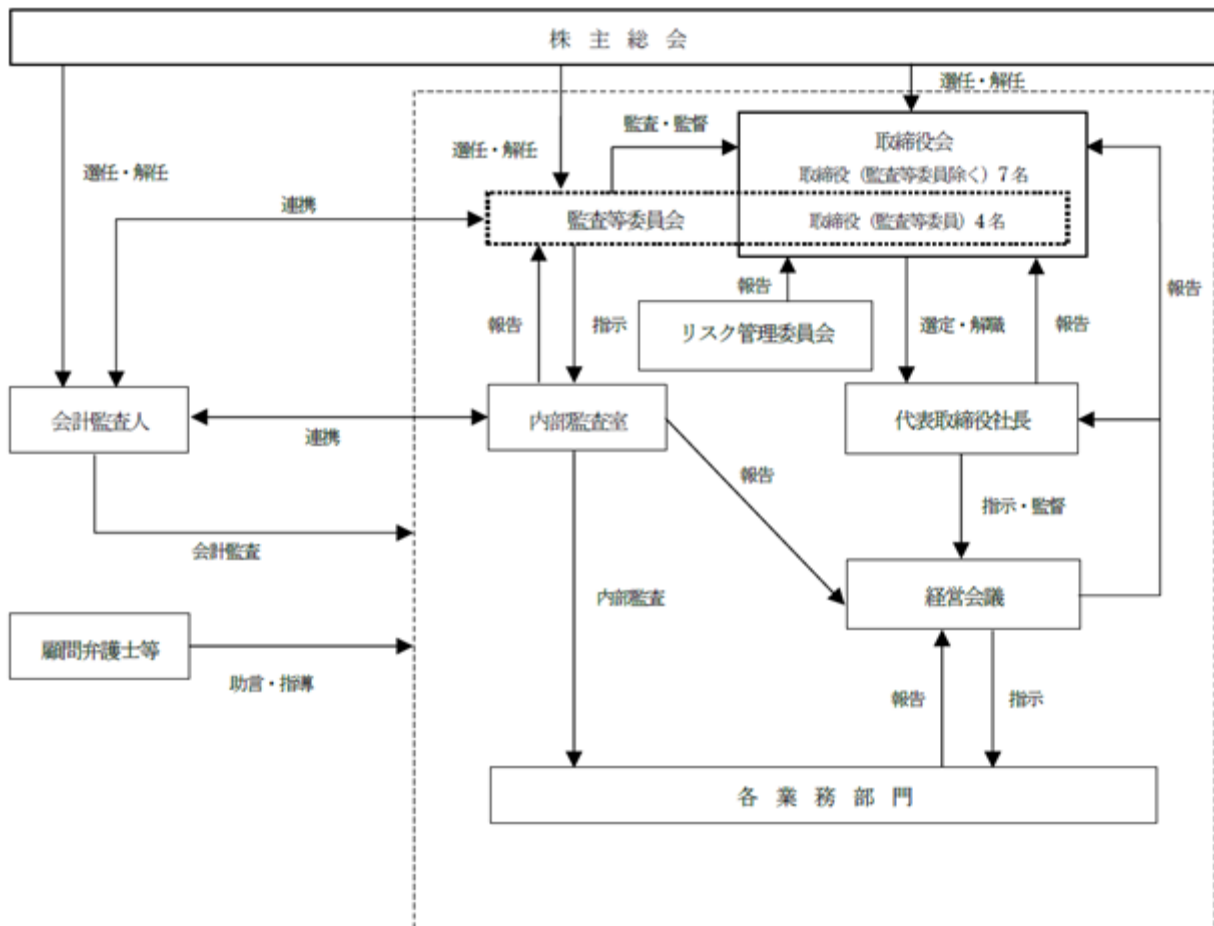 株主総会
選任・解任
監査・監督
取締役会
選任・解任
選任・解任
取締役（監査等委員除く）7名
連携
監査等委員会
取締役（監査等委員）4名
報告
報告
報告
指示
リスク管理委員会
選定・解職
報告
会計監査人
内部監査室
代表取締役社長
連携
報告
指示・監督
会計監査
内部監査
経営会議
顧問弁護士等
助言・指導
報告
指示
各業務部門